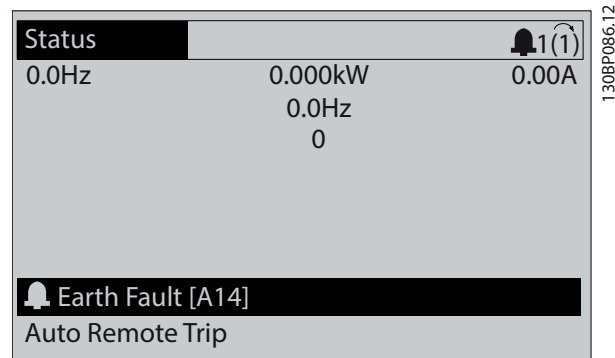 Status 1(1)
0.0Hz 0.000kW 0.00A
0.0Hz
0
Earth Fault [A14]
Auto Remote Trip
130BP086.12